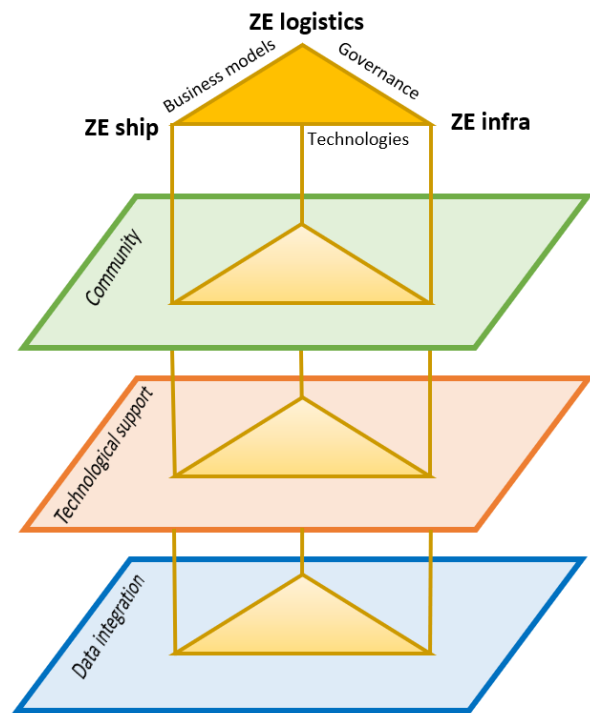 ZE logistics
Business models
Governance
ZE ship
ZE infra
Technologies
Community
Technological support
Data integration